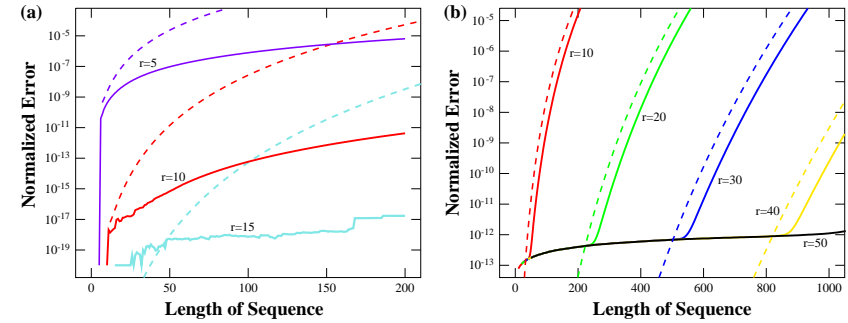 (a)
Normalized Error
10^-5
10^-7
10^-9
10^-11
10^-13
10^-15
10^-17
10^-19
r=5
r=10
r=15
0 50 100 150 200
Length of Sequence
(b)
Normalized Error
10^-5
10^-6
10^-7
10^-8
10^-9
10^-10
10^-11
10^-12
10^-13
r=10
r=20
r=30
r=40
r=50
0 200 400 600 800 1000
Length of Sequence